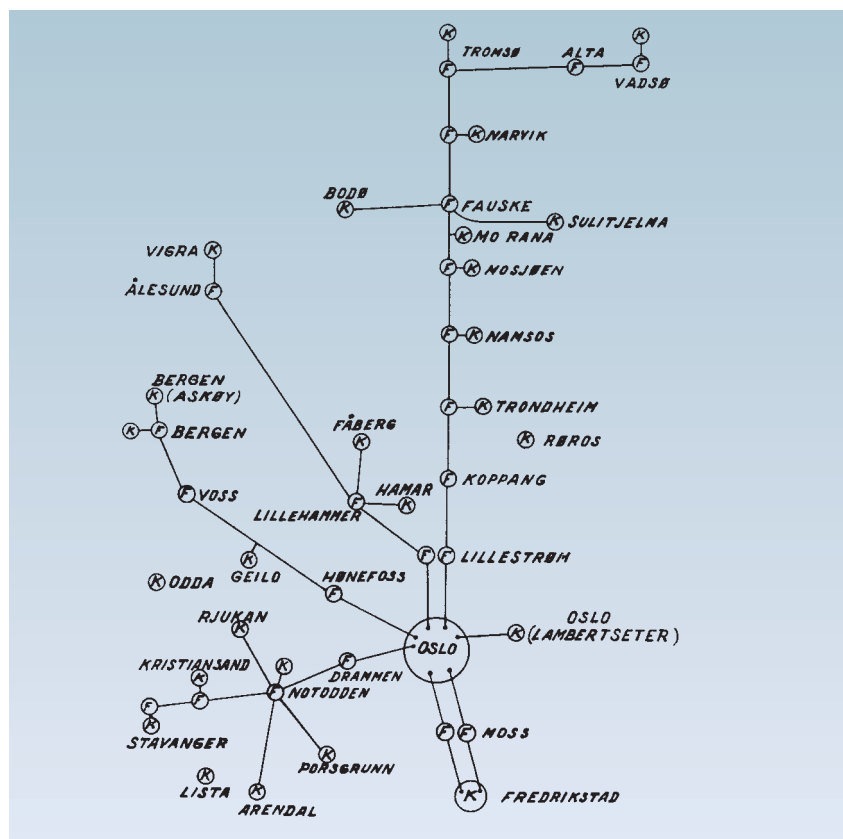 K
TROMSØ
ALTA
K
F
F
F
VADSØ
F
K
NARVIK
BODØ
K
F
FAUSKE
K
SULITJELMA
K
MO RANA
VIGRA
K
F
K
MOSJØEN
ÅLESUND
F
F
K
NAMSOS
BERGEN
K
(ASKØY)
F
K
TRONDHEIM
K
F
BERGEN
FÅBERG
K
K
RØROS
F
KOPPANG
F
VOSS
HAMAR
F
K
LILLEHAMMER
F
F
LILLESTRØM
K
GEILO
K
ODDA
HØNEFOSS
F
RJUKAN
K
OSLO
K
OSLO
(LAMBERTSETER)
KRISTIANSAND
K
K
F
DRAMMEN
F
F
F
NOTODDEN
K
STAVANGER
F
F
MOSS
K
PORSGRUNN
K
LISTA
K
ARENDAL
K
FREDRIKSTAD